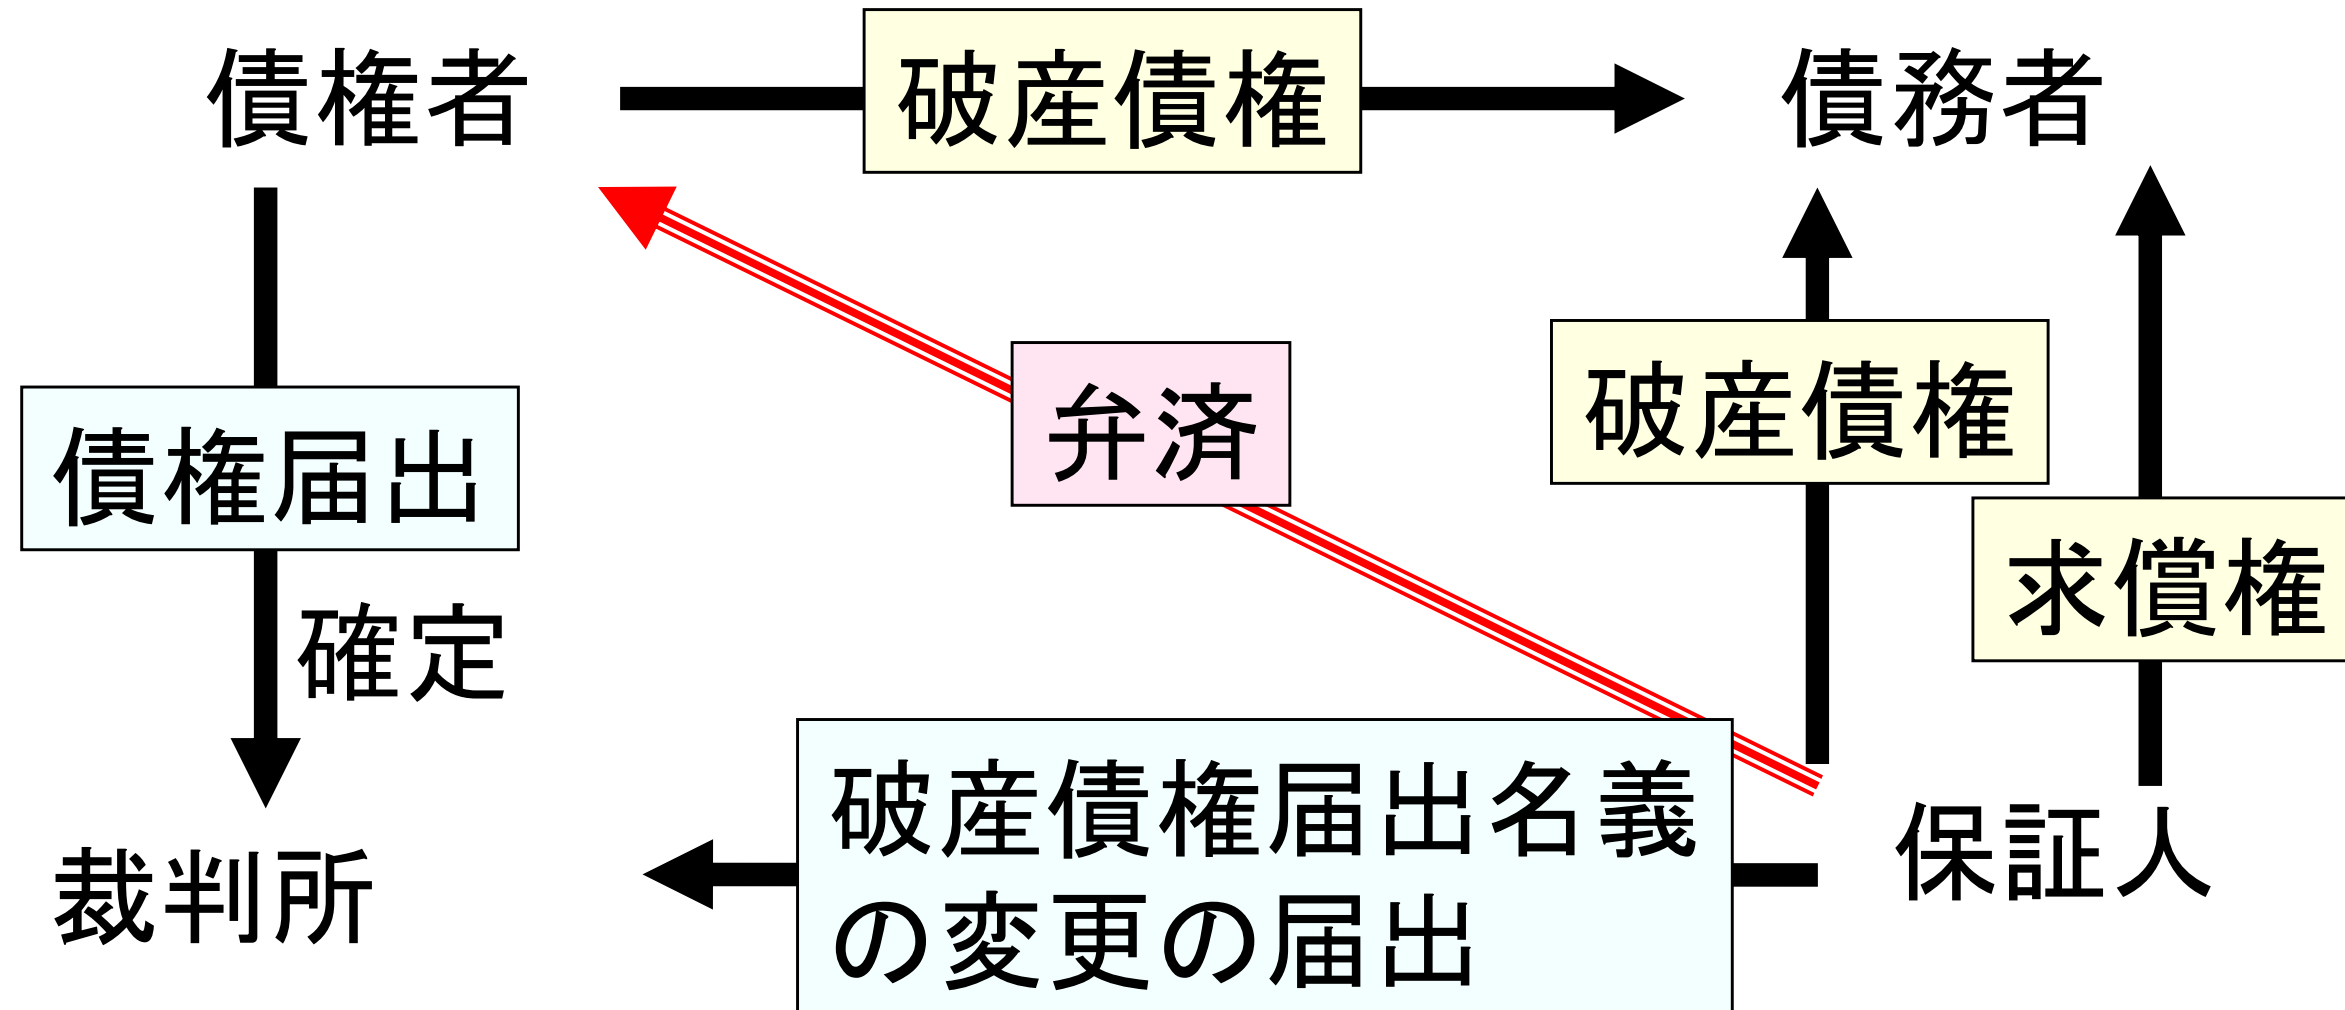 債権者
破産債権
債務者
弁済
破産債権
債権届出
求償権
確定
破産債権届出名義
の変更の届出
保証人
裁判所